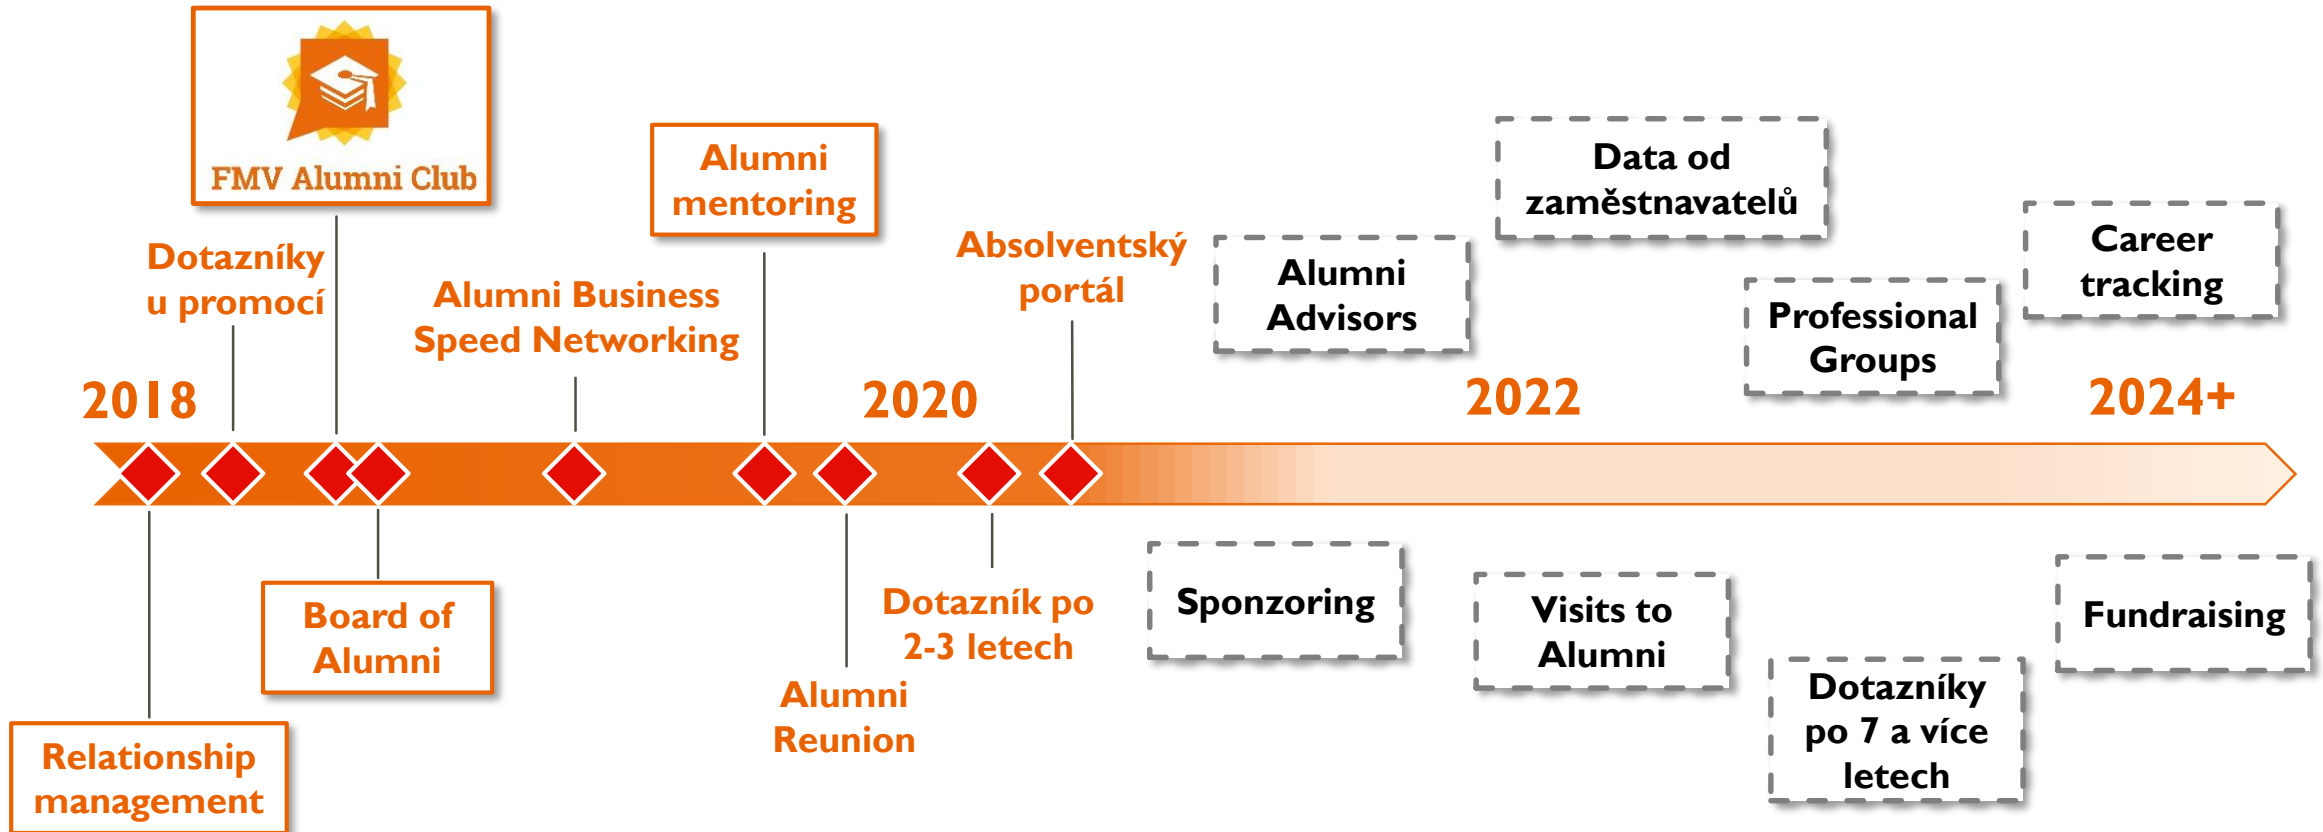 FMV Alumni Club
Dotazníky
u promocí
Alumni Business
Speed Networking
Alumni
mentoring
Absolventský
portál
Alumni
Advisors
Data od
zaměstnavatelů
Professional
Groups
Career
tracking
2018
2020
2022
2024+
Relationship
management
Board of
Alumni
Alumni
Reunion
Dotazník po
2-3 letech
Sponzoring
Visits to
Alumni
Dotazníky
po 7 a více
letech
Fundraising